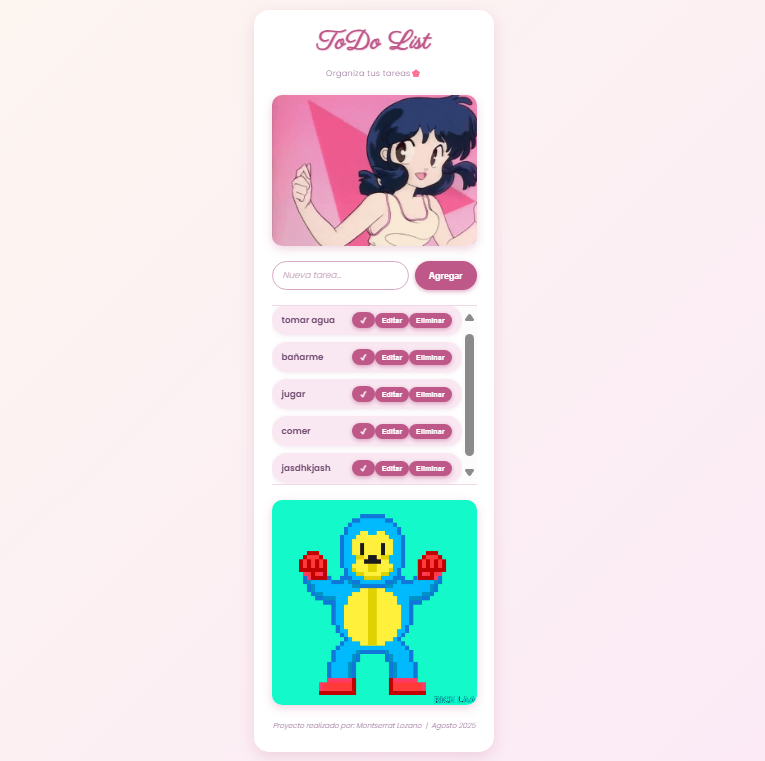 ToDo List
Organiza tus tareas
Nueva tarea...
Agregar
tomar agua ✓ Editar Eliminar
bañarme ✓ Editar Eliminar
jugar ✓ Editar Eliminar
comer ✓ Editar Eliminar
jasdhkjash ✓ Editar Eliminar
Proyecto realizado por: Montserrat Lozano | Agosto 2025